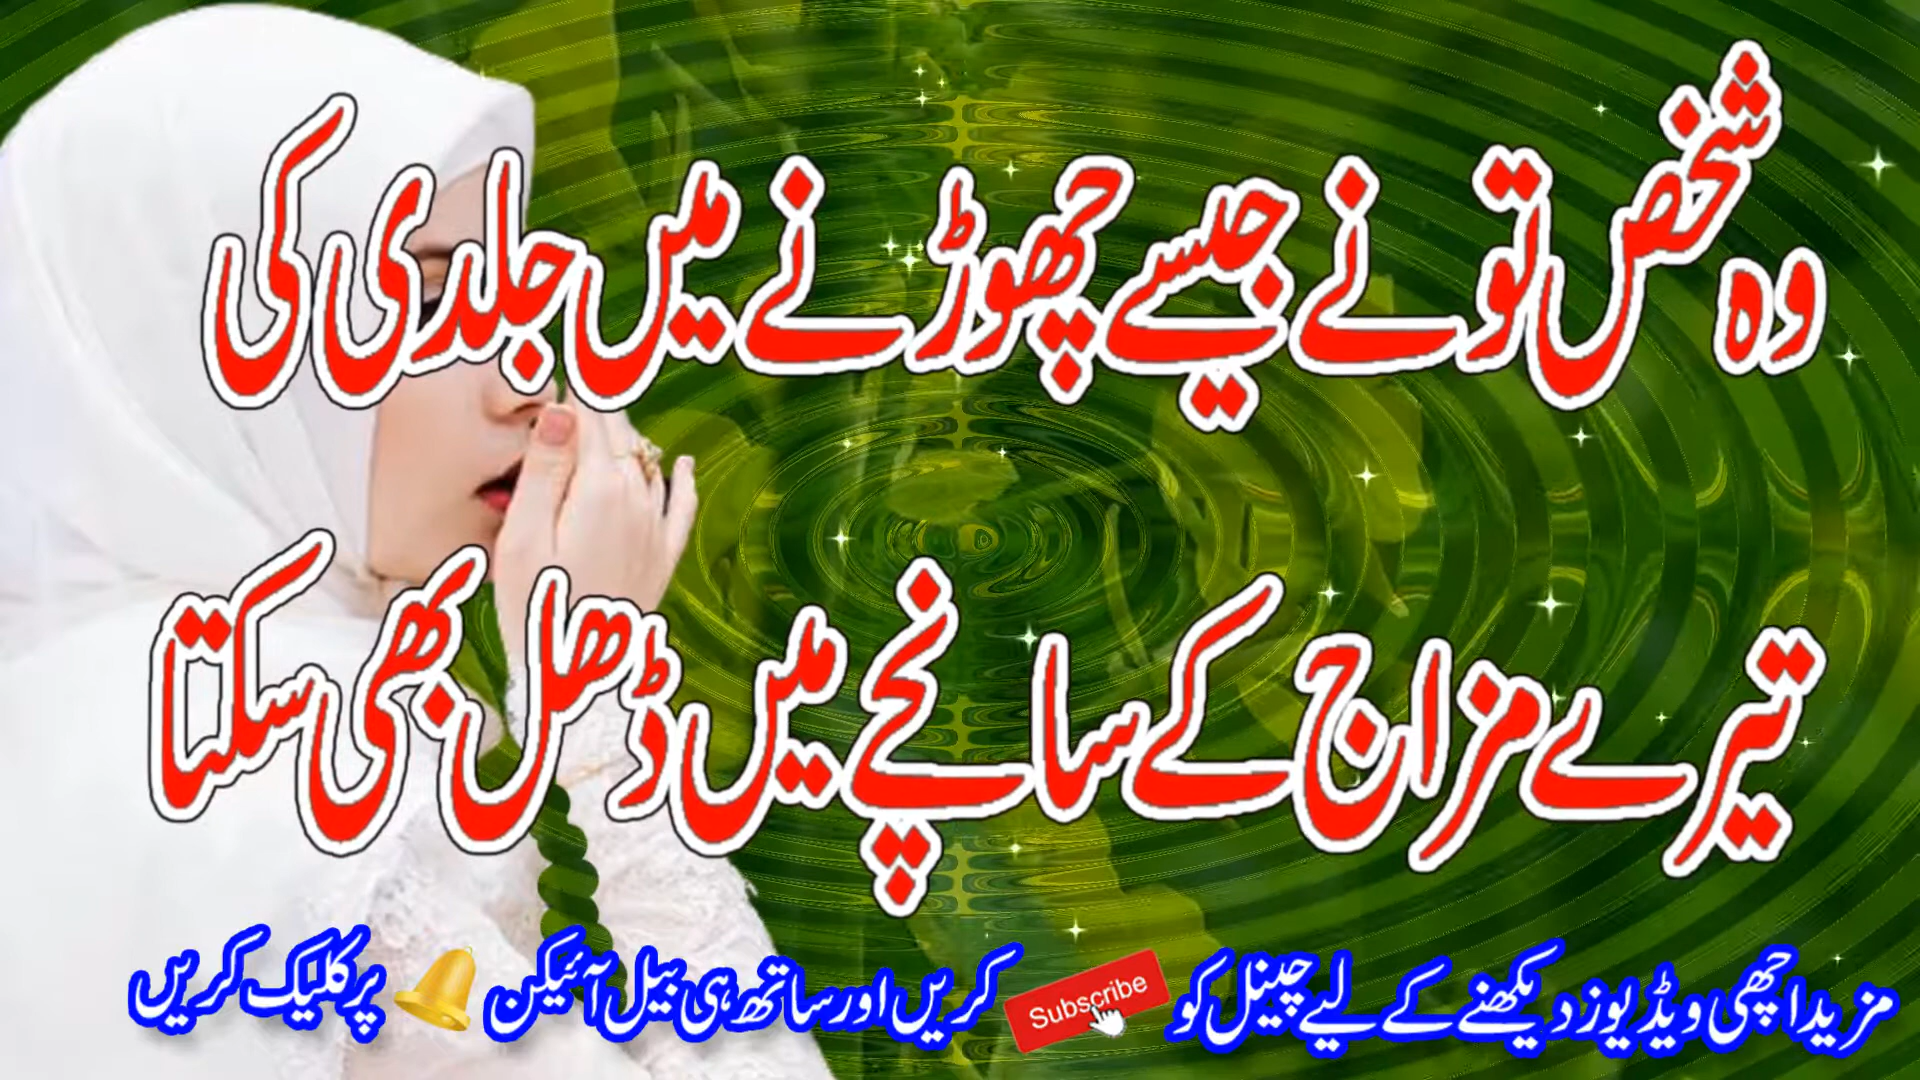 وہ شخص تو نے جیسے چھوڑنے میں جلدی کی
تیرے مزاج کے سانچے میں ڈھل بھی سکتا
مزید اچھی ویڈیوز دیکھنے کے لیے چینل کو Subscribe کریں اور ساتھ ہی بیل آئیکن پر کلیک کریں